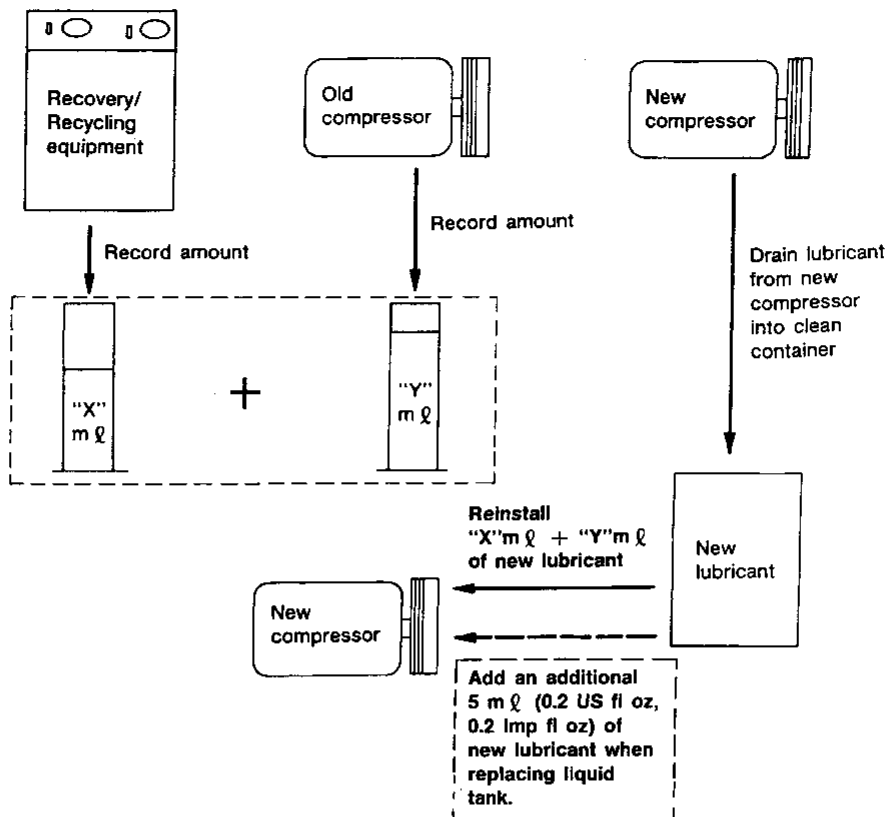 Recovery/
Recycling
equipment
Old
compressor
New
compressor
Record amount
Record amount
Drain lubricant
from new
compressor
into clean
container
"X"
mℓ
+
"Y"
mℓ
Reinstall
"X"mℓ + "Y"mℓ
of new lubricant
New
lubricant
New
compressor
Add an additional
5 mℓ (0.2 US fl oz,
0.2 Imp fl oz) of
new lubricant when
replacing liquid
tank.